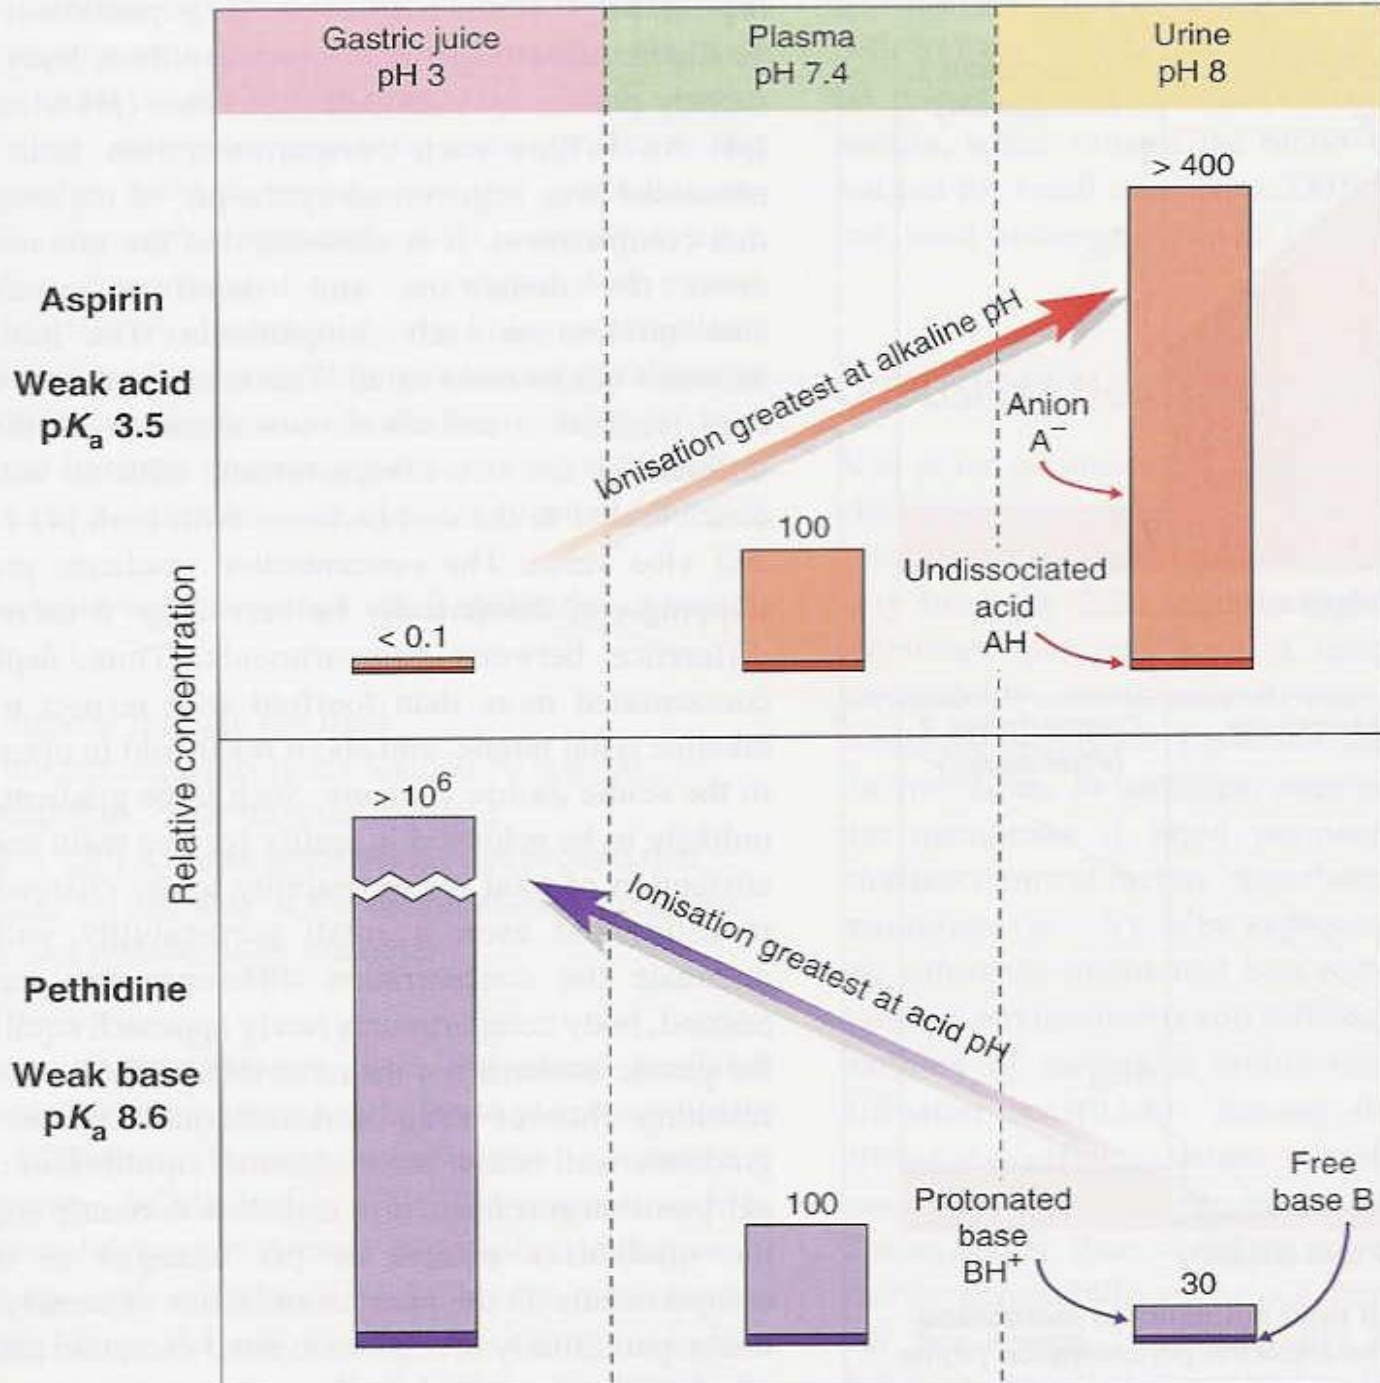 Gastric juice
pH 3
Plasma
pH 7.4
Urine
pH 8
Relative concentration
Aspirin
Weak acid
pKa 3.5
< 0.1
100
> 400
Ionisation greatest at alkaline pH
Anion
A−
Undissociated
acid
AH
Pethidine
Weak base
pKa 8.6
> 10⁶
100
30
Ionisation greatest at acid pH
Protonated
base
BH+
Free
base B